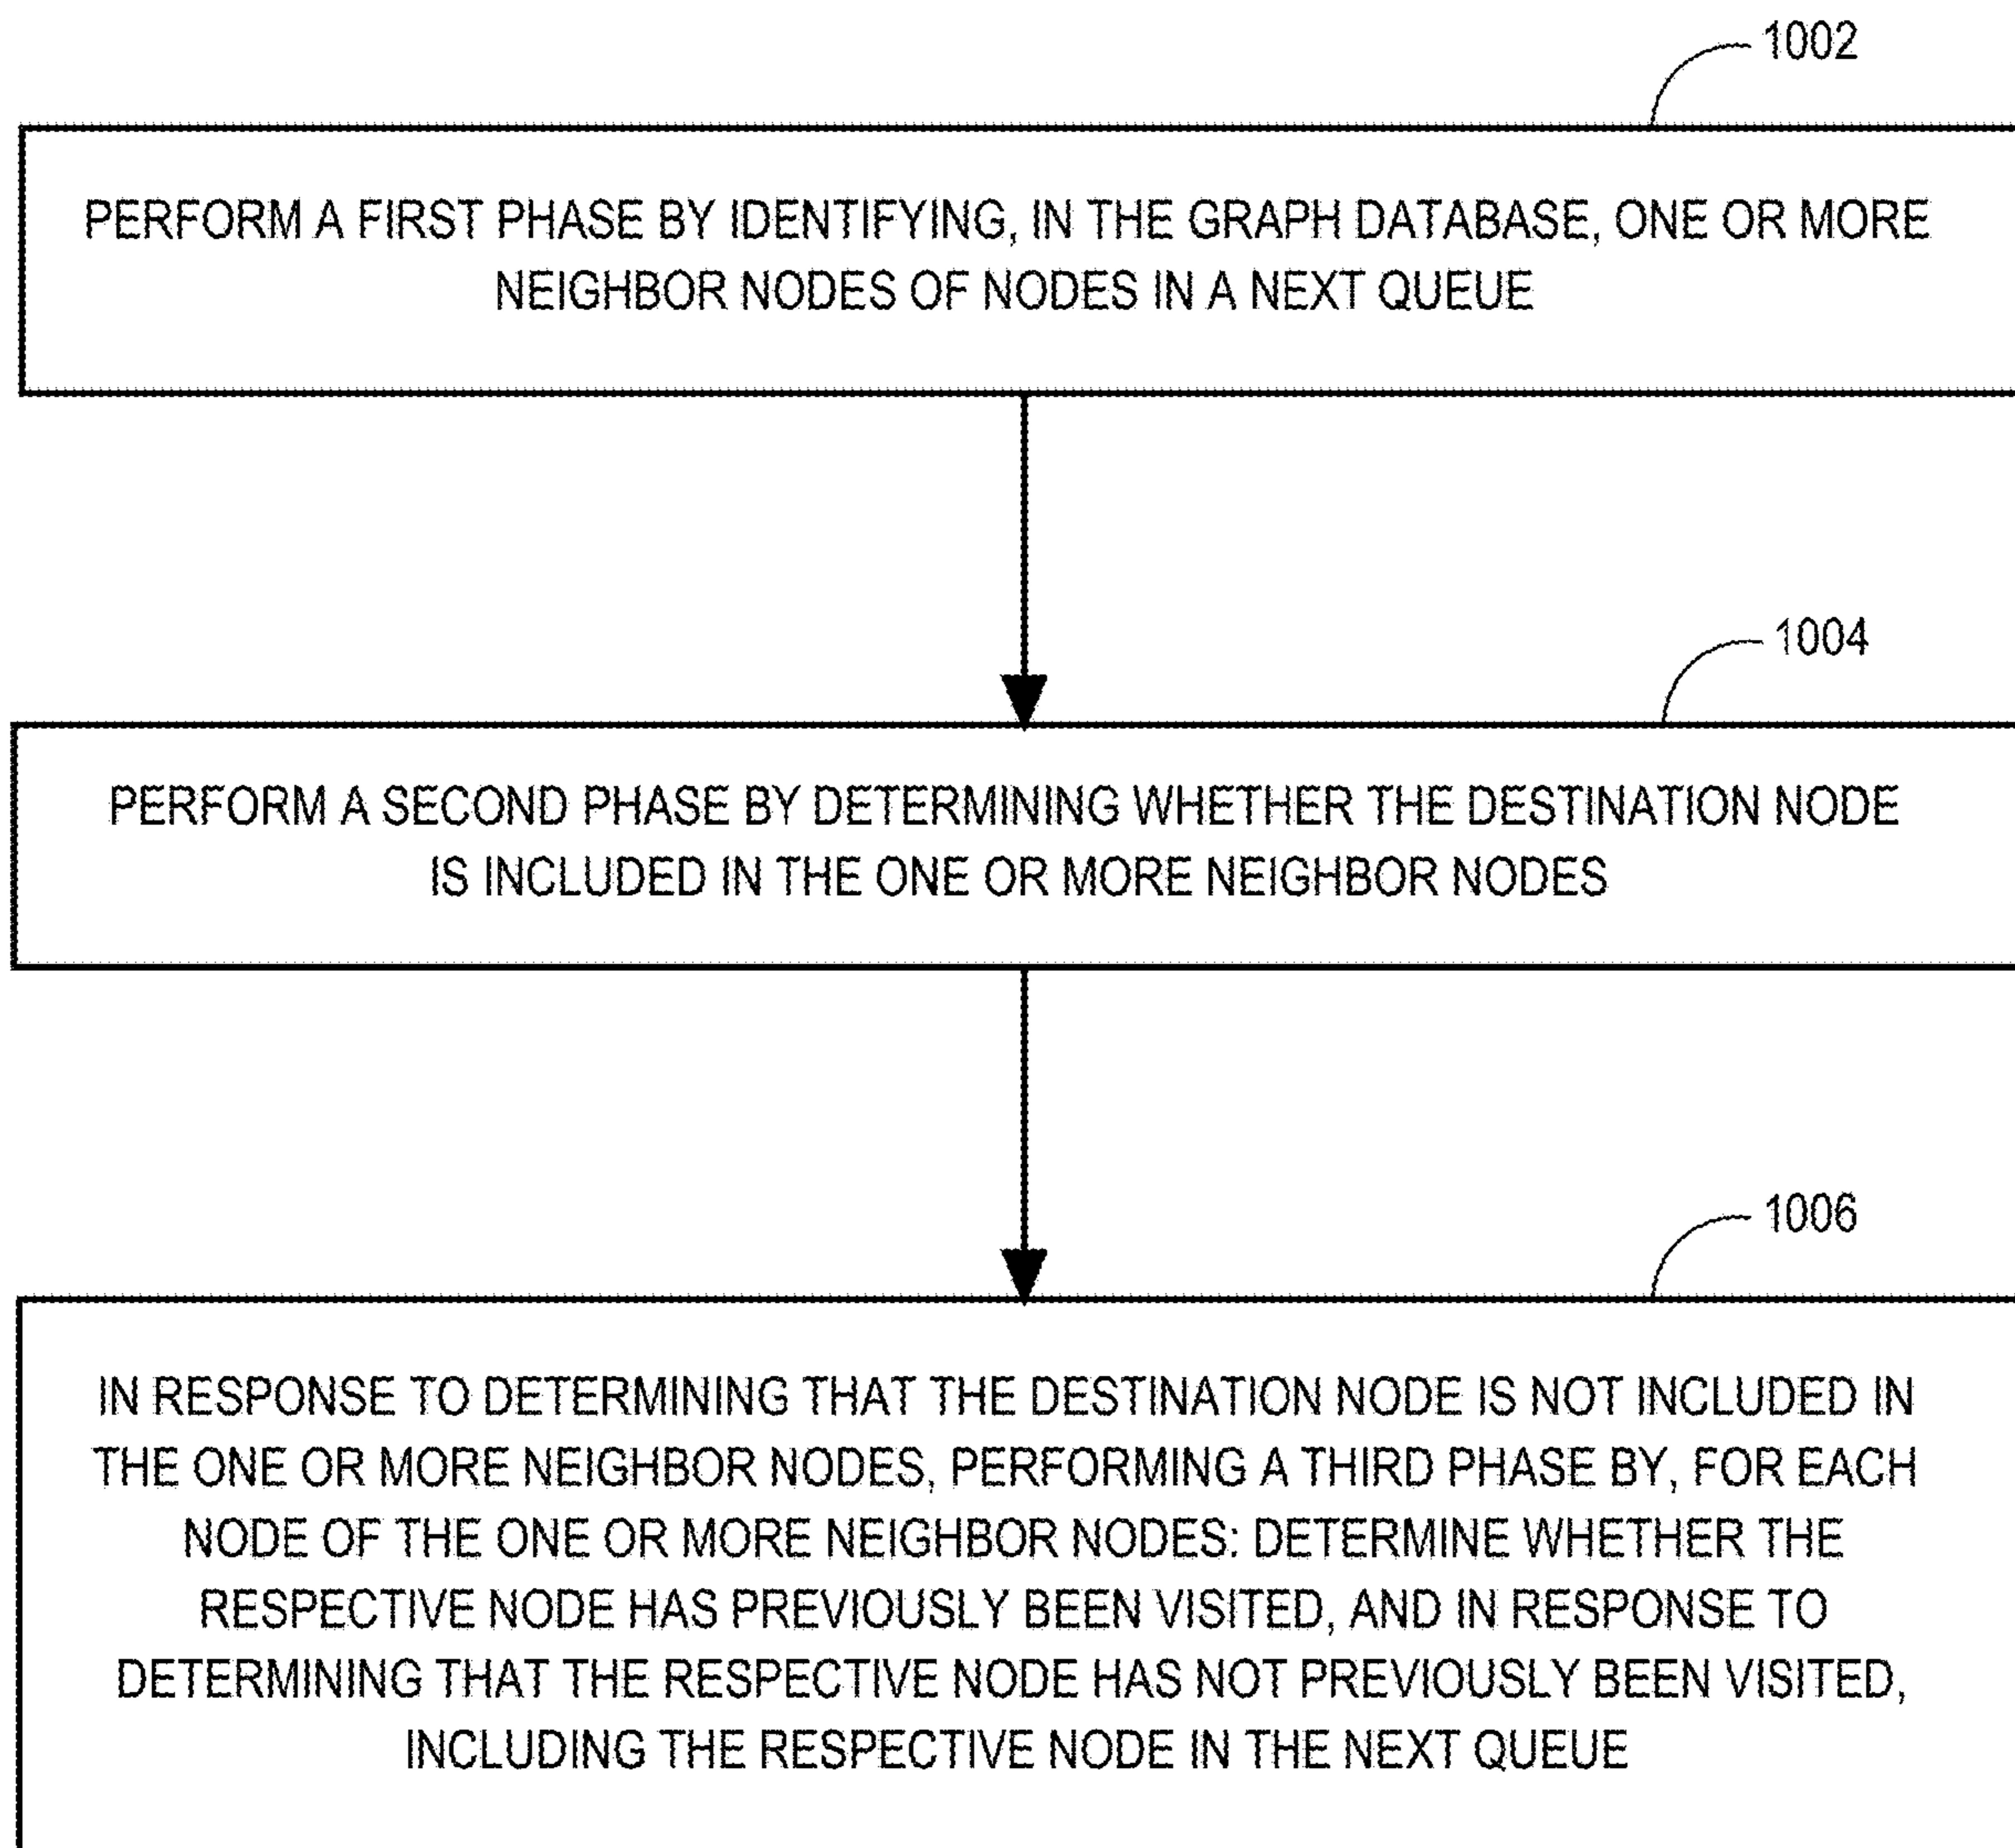 1002
PERFORM A FIRST PHASE BY IDENTIFYING, IN THE GRAPH DATABASE, ONE OR MORE
NEIGHBOR NODES OF NODES IN A NEXT QUEUE
1004
PERFORM A SECOND PHASE BY DETERMINING WHETHER THE DESTINATION NODE
IS INCLUDED IN THE ONE OR MORE NEIGHBOR NODES
1006
IN RESPONSE TO DETERMINING THAT THE DESTINATION NODE IS NOT INCLUDED IN
THE ONE OR MORE NEIGHBOR NODES, PERFORMING A THIRD PHASE BY, FOR EACH
NODE OF THE ONE OR MORE NEIGHBOR NODES: DETERMINE WHETHER THE
RESPECTIVE NODE HAS PREVIOUSLY BEEN VISITED, AND IN RESPONSE TO
DETERMINING THAT THE RESPECTIVE NODE HAS NOT PREVIOUSLY BEEN VISITED,
INCLUDING THE RESPECTIVE NODE IN THE NEXT QUEUE